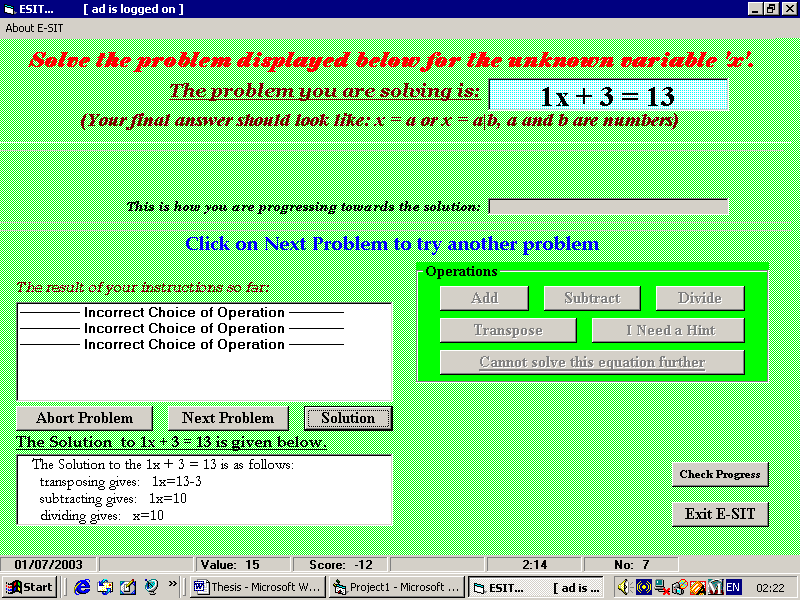 ESIT... [ ad is logged on ]
About E-SIT
Solve the problem displayed below for the unknown variable 'x'.
The problem you are solving is: 1x + 3 = 13
(Your final answer should look like: x = a or x = a|b, a and b are numbers)
This is how you are progressing towards the solution:
Click on Next Problem to try another problem
The result of your instructions so far:
Incorrect Choice of Operation
Incorrect Choice of Operation
Incorrect Choice of Operation
Operations
Add Subtract Divide
Transpose I Need a Hint
Cannot solve this equation further
Abort Problem Next Problem Solution
The Solution to 1x + 3 = 13 is given below.
The Solution to the 1x + 3 = 13 is as follows:
transposing gives: 1x=13-3
subtracting gives: 1x=10
dividing gives: x=10
Check Progress
Exit E-SIT
01/07/2003 Value: 15 Score: -12 2:14 No: 7
Start » Thesis - Microsoft W... Project1 - Microsoft ... ESIT... [ ad is ... EN 02:22